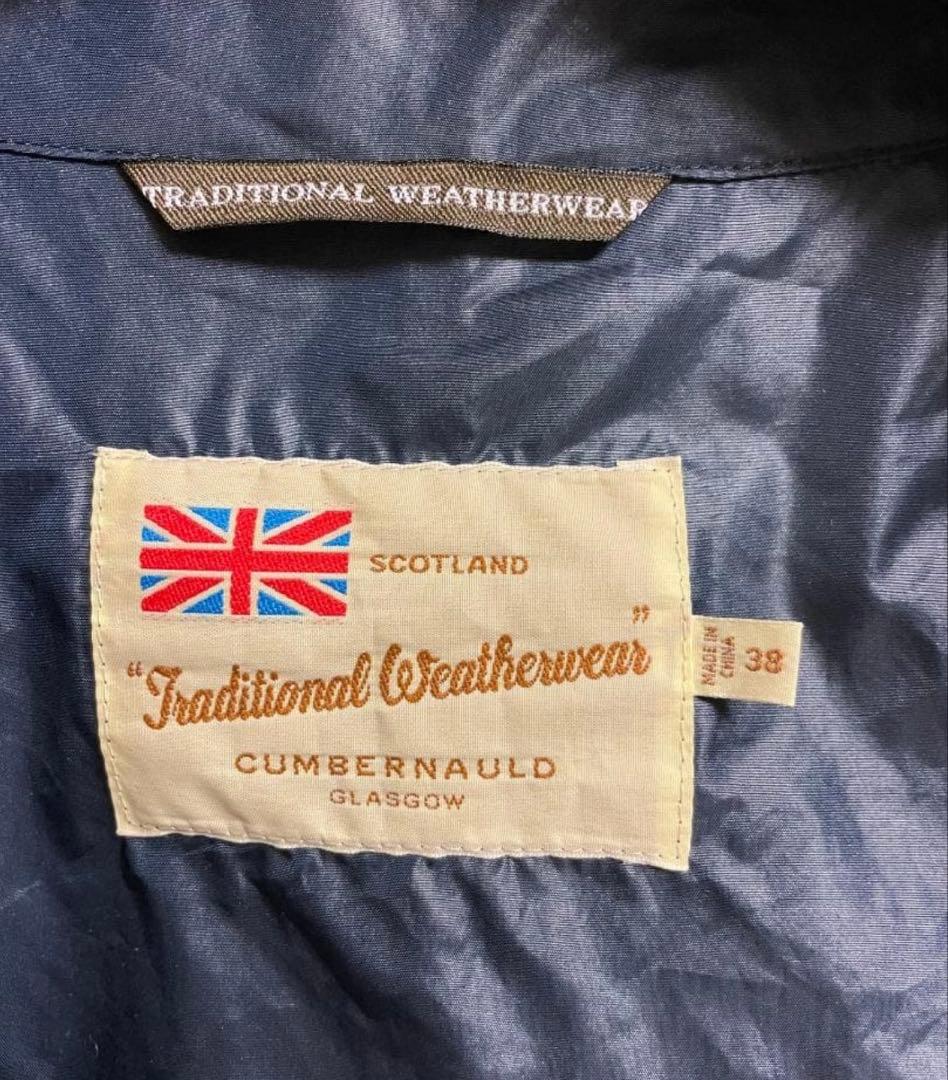 TRADITIONAL WEATHERWEAR
SCOTLAND
"Traditional Weatherwear"
CUMBERNAULD
GLASGOW
MADE IN
CHINA
38